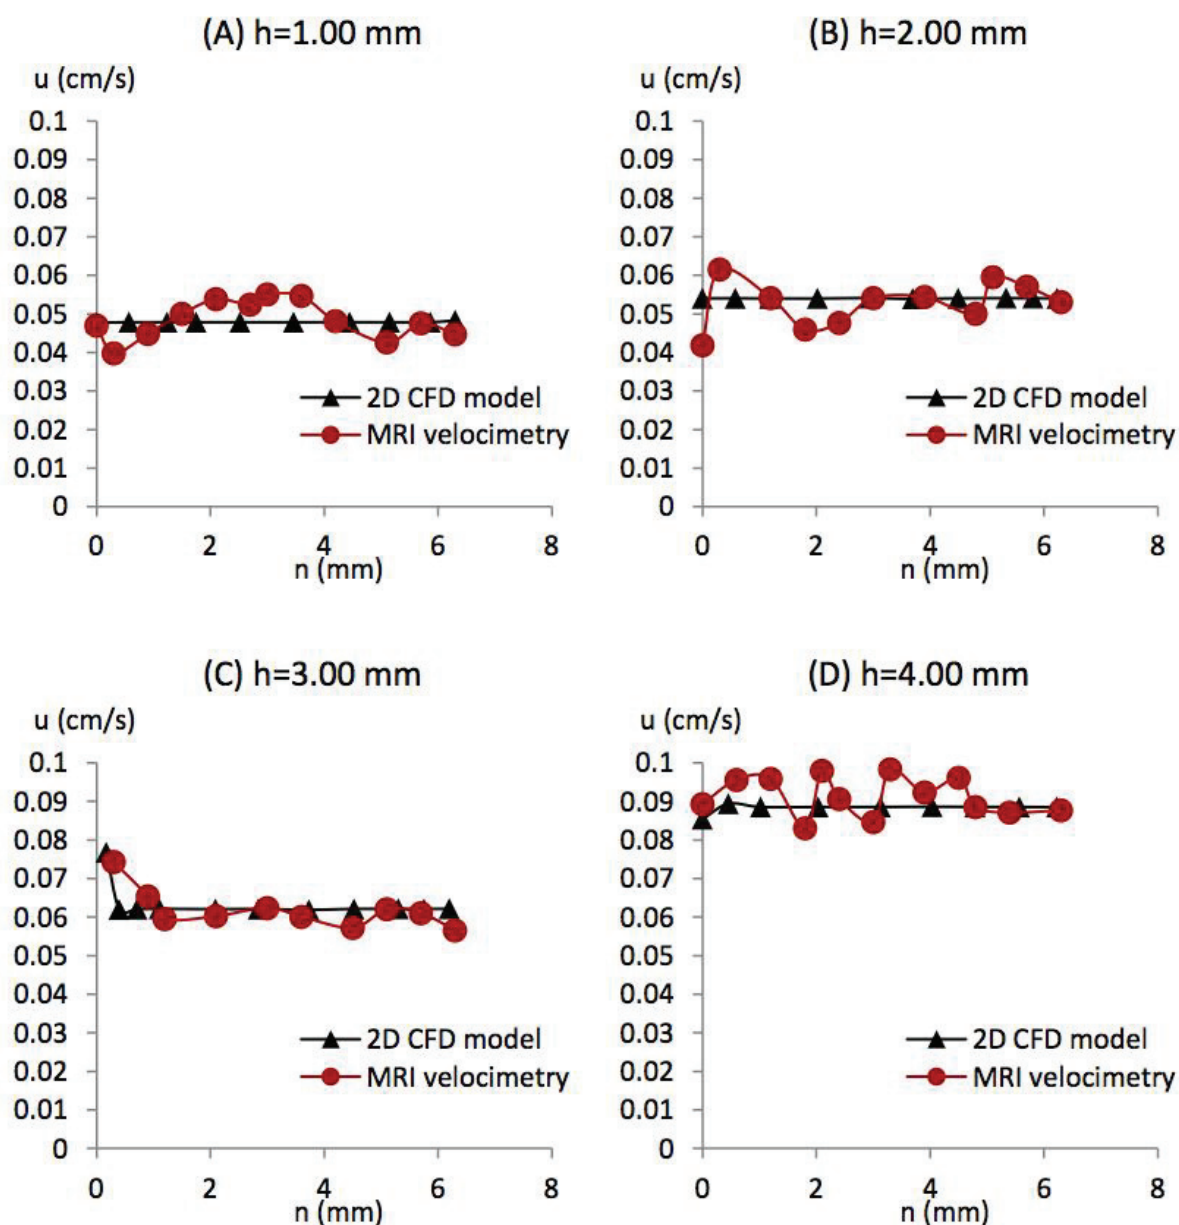 (A) h=1.00 mm
u (cm/s)
0.1
0.09
0.08
0.07
0.06
0.05
0.04
0.03
0.02
0.01
0
0 2 4 6 8
n (mm)
2D CFD model
MRI velocimetry
(B) h=2.00 mm
u (cm/s)
0.1
0.09
0.08
0.07
0.06
0.05
0.04
0.03
0.02
0.01
0
0 2 4 6 8
n (mm)
2D CFD model
MRI velocimetry
(C) h=3.00 mm
u (cm/s)
0.1
0.09
0.08
0.07
0.06
0.05
0.04
0.03
0.02
0.01
0
0 2 4 6 8
n (mm)
2D CFD model
MRI velocimetry
(D) h=4.00 mm
u (cm/s)
0.1
0.09
0.08
0.07
0.06
0.05
0.04
0.03
0.02
0.01
0
0 2 4 6 8
n (mm)
2D CFD model
MRI velocimetry